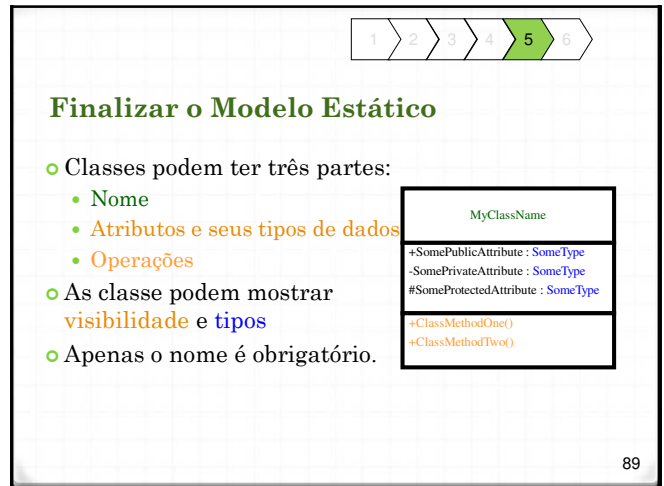 1 2 3 4 5 6
Finalizar o Modelo Estático
Classes podem ter três partes:
Nome
Atributos e seus tipos de dados
Operações
As classe podem mostrar
visibilidade e tipos
Apenas o nome é obrigatório.
MyClassName
+SomePublicAttribute : SomeType
-SomePrivateAttribute : SomeType
#SomeProtectedAttribute : SomeType
+ClassMethodOne()
+ClassMethodTwo()
89